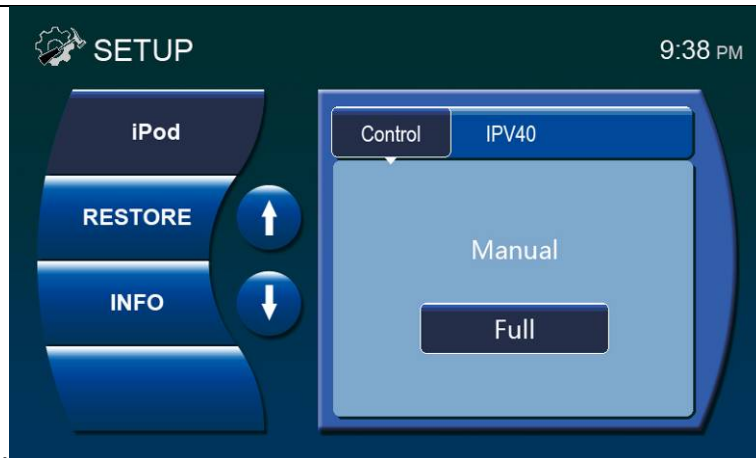 SETUP
9:38 PM
iPod
RESTORE
INFO
Control
IPV40
Manual
Full